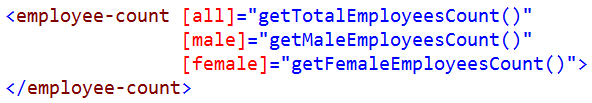 <employee-count [all]="getTotalEmployeesCount()"
[male]="getMaleEmployeesCount()"
[female]="getFemaleEmployeesCount()">
</employee-count>